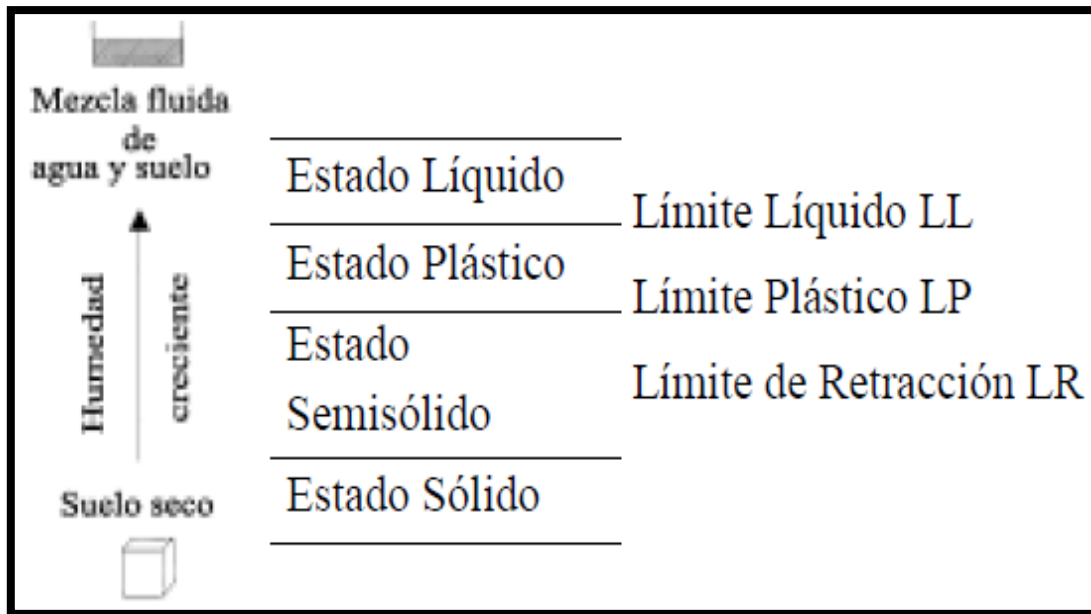 Mezcla fluida
de
agua y suelo
Humedad
creciente
Suelo seco
Estado Líquido
Estado Plástico
Estado
Semisólido
Estado Sólido
Límite Líquido LL
Límite Plástico LP
Límite de Retracción LR